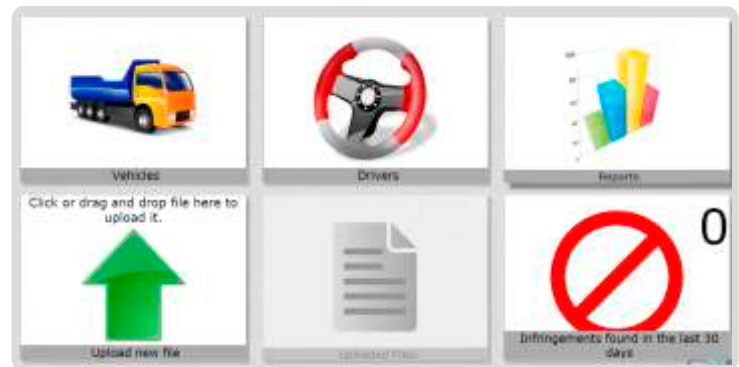 Vehicles
Drivers
Reports
Click or drag and drop file here to
upload it.
Upload new file
Uploaded Files
0
Infringements found in the last 30
days